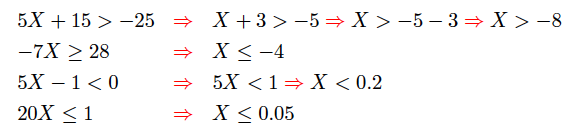 5X + 15 > −25 ⇒ X + 3 > −5 ⇒ X > −5 − 3 ⇒ X > −8
−7X ≥ 28 ⇒ X ≤ −4
5X − 1 < 0 ⇒ 5X < 1 ⇒ X < 0.2
20X ≤ 1 ⇒ X ≤ 0.05